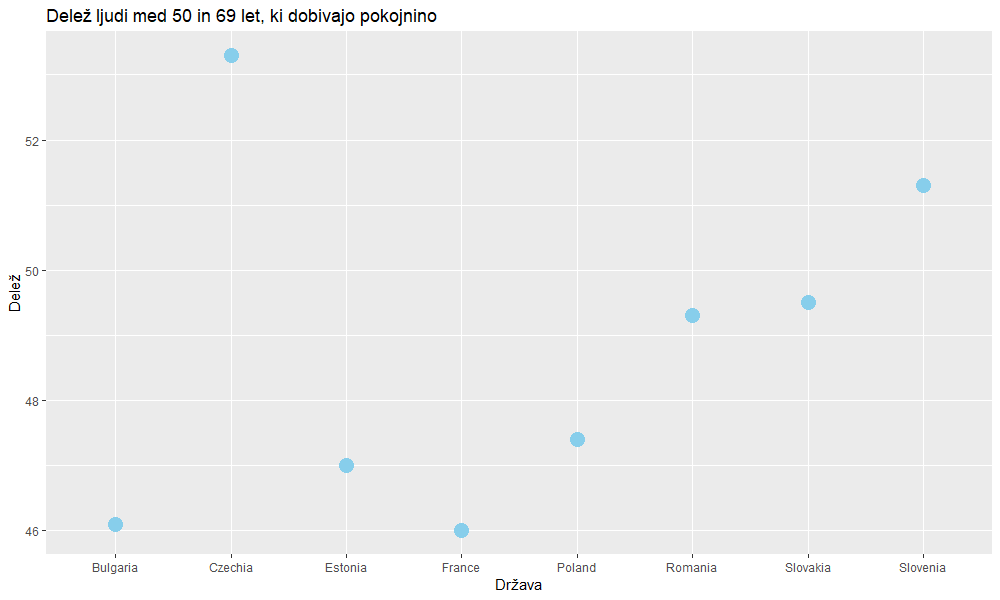 Delež ljudi med 50 in 69 let, ki dobivajo pokojnino
Delež
52
50
48
46
Bulgaria Czechia Estonia France Poland Romania Slovakia Slovenia
Država